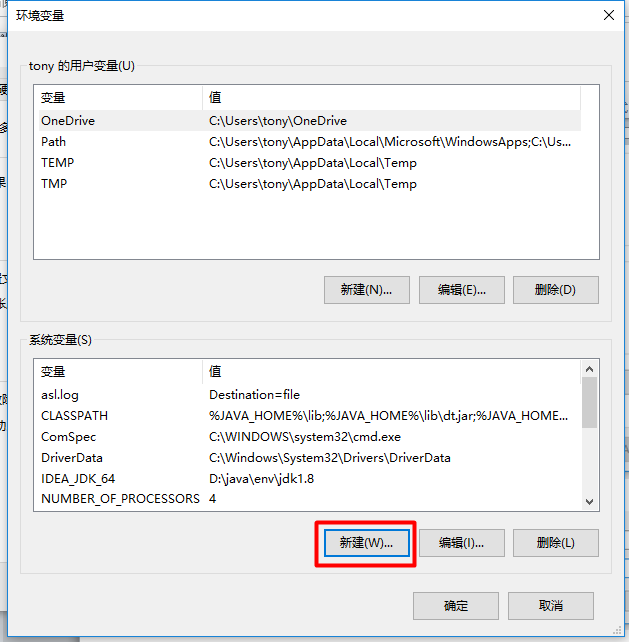 环境变量
tony 的用户变量(U)
变量 值
OneDrive C:\Users\tony\OneDrive
Path C:\Users\tony\AppData\Local\Microsoft\WindowsApps;C:\Us...
TEMP C:\Users\tony\AppData\Local\Temp
TMP C:\Users\tony\AppData\Local\Temp
新建(N)... 编辑(E)... 删除(D)
系统变量(S)
变量 值
asl.log Destination=file
CLASSPATH %JAVA_HOME%\lib;%JAVA_HOME%\lib\dt.jar;%JAVA_HOME...
ComSpec C:\WINDOWS\system32\cmd.exe
DriverData C:\Windows\System32\Drivers\DriverData
IDEA_JDK_64 D:\java\env\jdk1.8
NUMBER_OF_PROCESSORS 4
新建(W)... 编辑(I)... 删除(L)
确定 取消